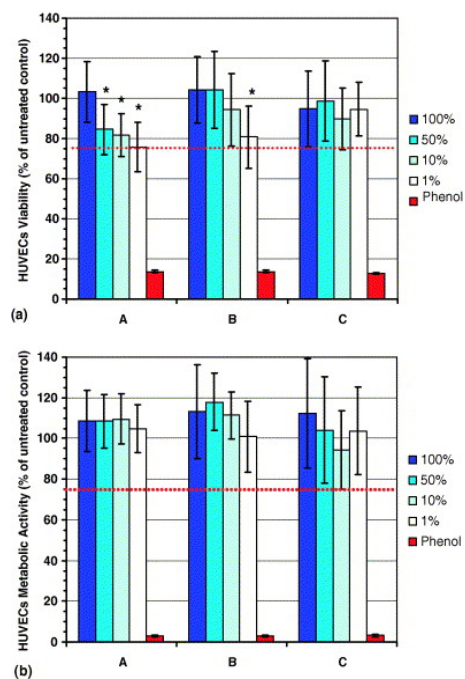 140
120
100
80
60
40
20
0
HUVECs Viability (% of untreated control)
* * *
*
100%
50%
10%
1%
Phenol
(a)
A B C
140
120
100
80
60
40
20
0
HUVECs Metabolic Activity (% of untreated control)
100%
50%
10%
1%
Phenol
A B C
(b)